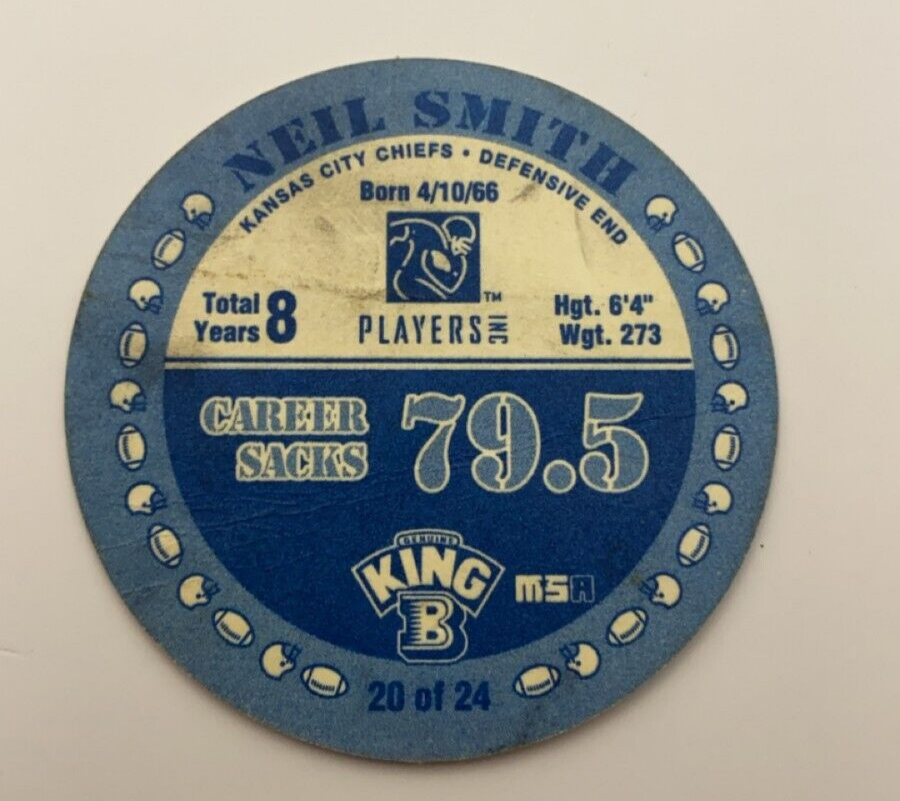 NEIL SMITH
KANSAS CITY CHIEFS • DEFENSIVE END
Born 4/10/66
Total Years 8
PLAYERS INC ™
Hgt. 6'4"
Wgt. 273
CAREER SACKS 79.5
GENUINE
KING
B
MSA
20 of 24